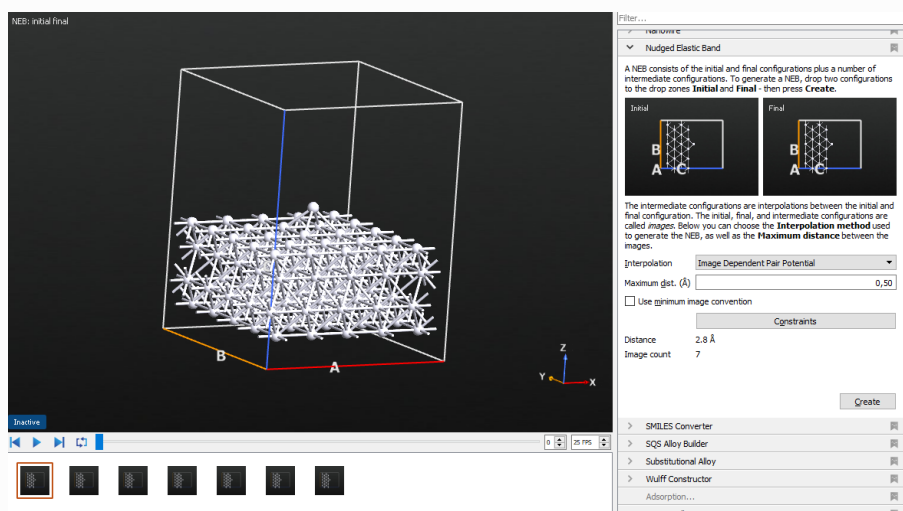 NEB: initial final
B
A
Z
Y
X
Inactive
0
25 FPS
Filter...
Nanowire
Nudged Elastic Band
A NEB consists of the initial and final configurations plus a number of
intermediate configurations. To generate a NEB, drop two configurations
to the drop zones Initial and Final - then press Create.
Initial
B
A
C
Final
B
A
C
The intermediate configurations are interpolations between the initial and
final configuration. The initial, final, and intermediate configurations are
called images. Below you can choose the Interpolation method used
to generate the NEB, as well as the Maximum distance between the
images.
Interpolation Image Dependent Pair Potential
Maximum dist. (Å) 0,50
Use minimum image convention
Constraints
Distance 2.8 Å
Image count 7
Create
SMILES Converter
SQS Alloy Builder
Substitutional Alloy
Wulff Constructor
Adsorption...